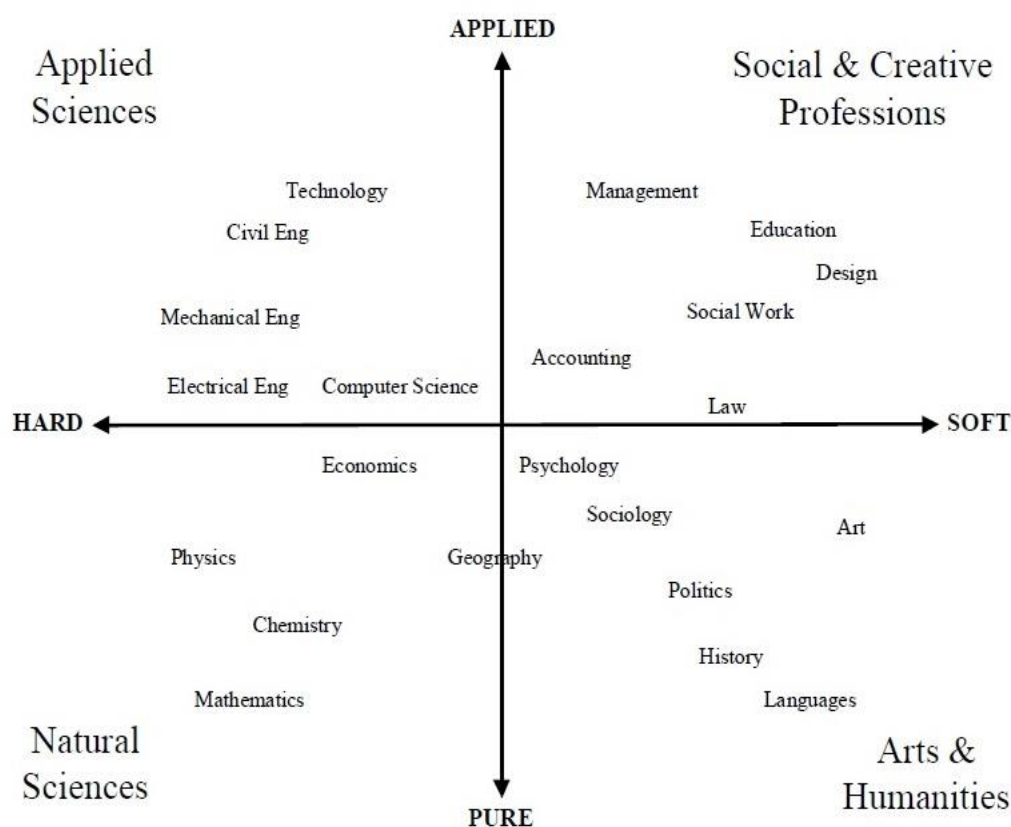 APPLIED
Applied
Sciences
Social & Creative
Professions
Technology
Management
Civil Eng
Education
Design
Mechanical Eng
Social Work
Accounting
Electrical Eng
Computer Science
Law
HARD
SOFT
Economics
Psychology
Sociology
Art
Physics
Geography
Politics
Chemistry
History
Mathematics
Languages
Natural
Sciences
Arts &
Humanities
PURE